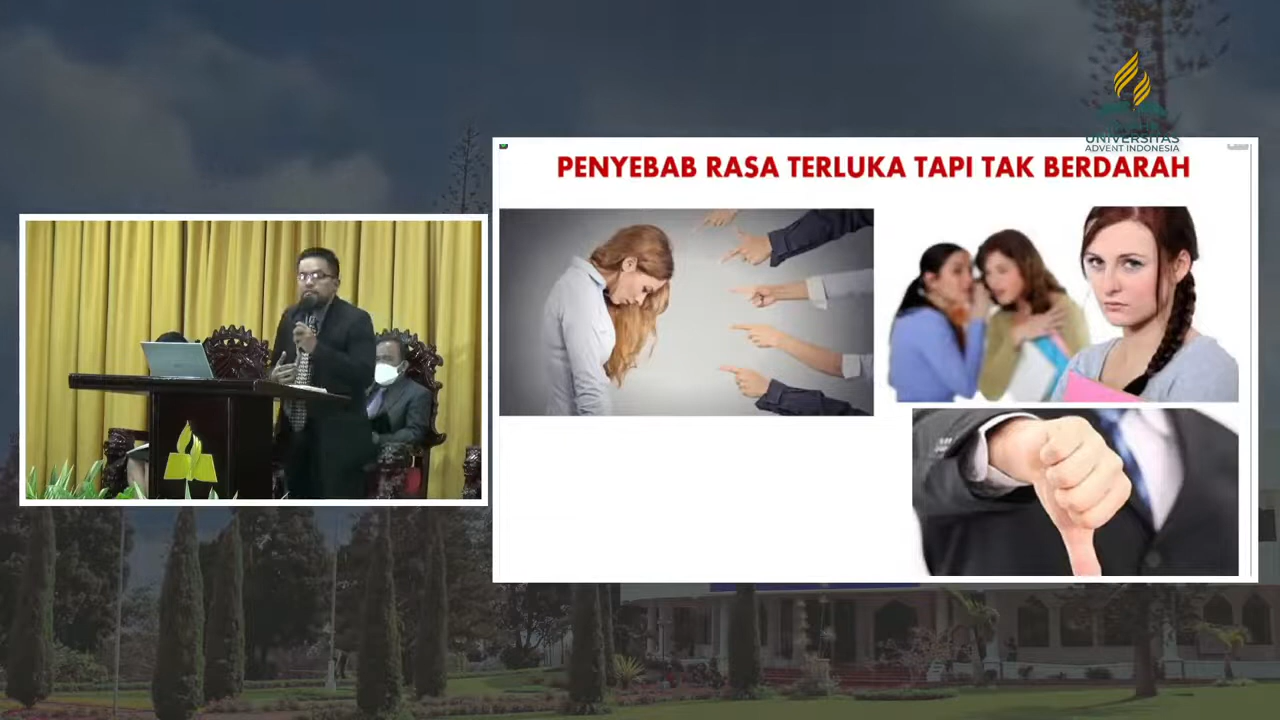 UNIVERSITAS
ADVENT INDONESIA
PENYEBAB RASA TERLUKA TAPI TAK BERDARAH